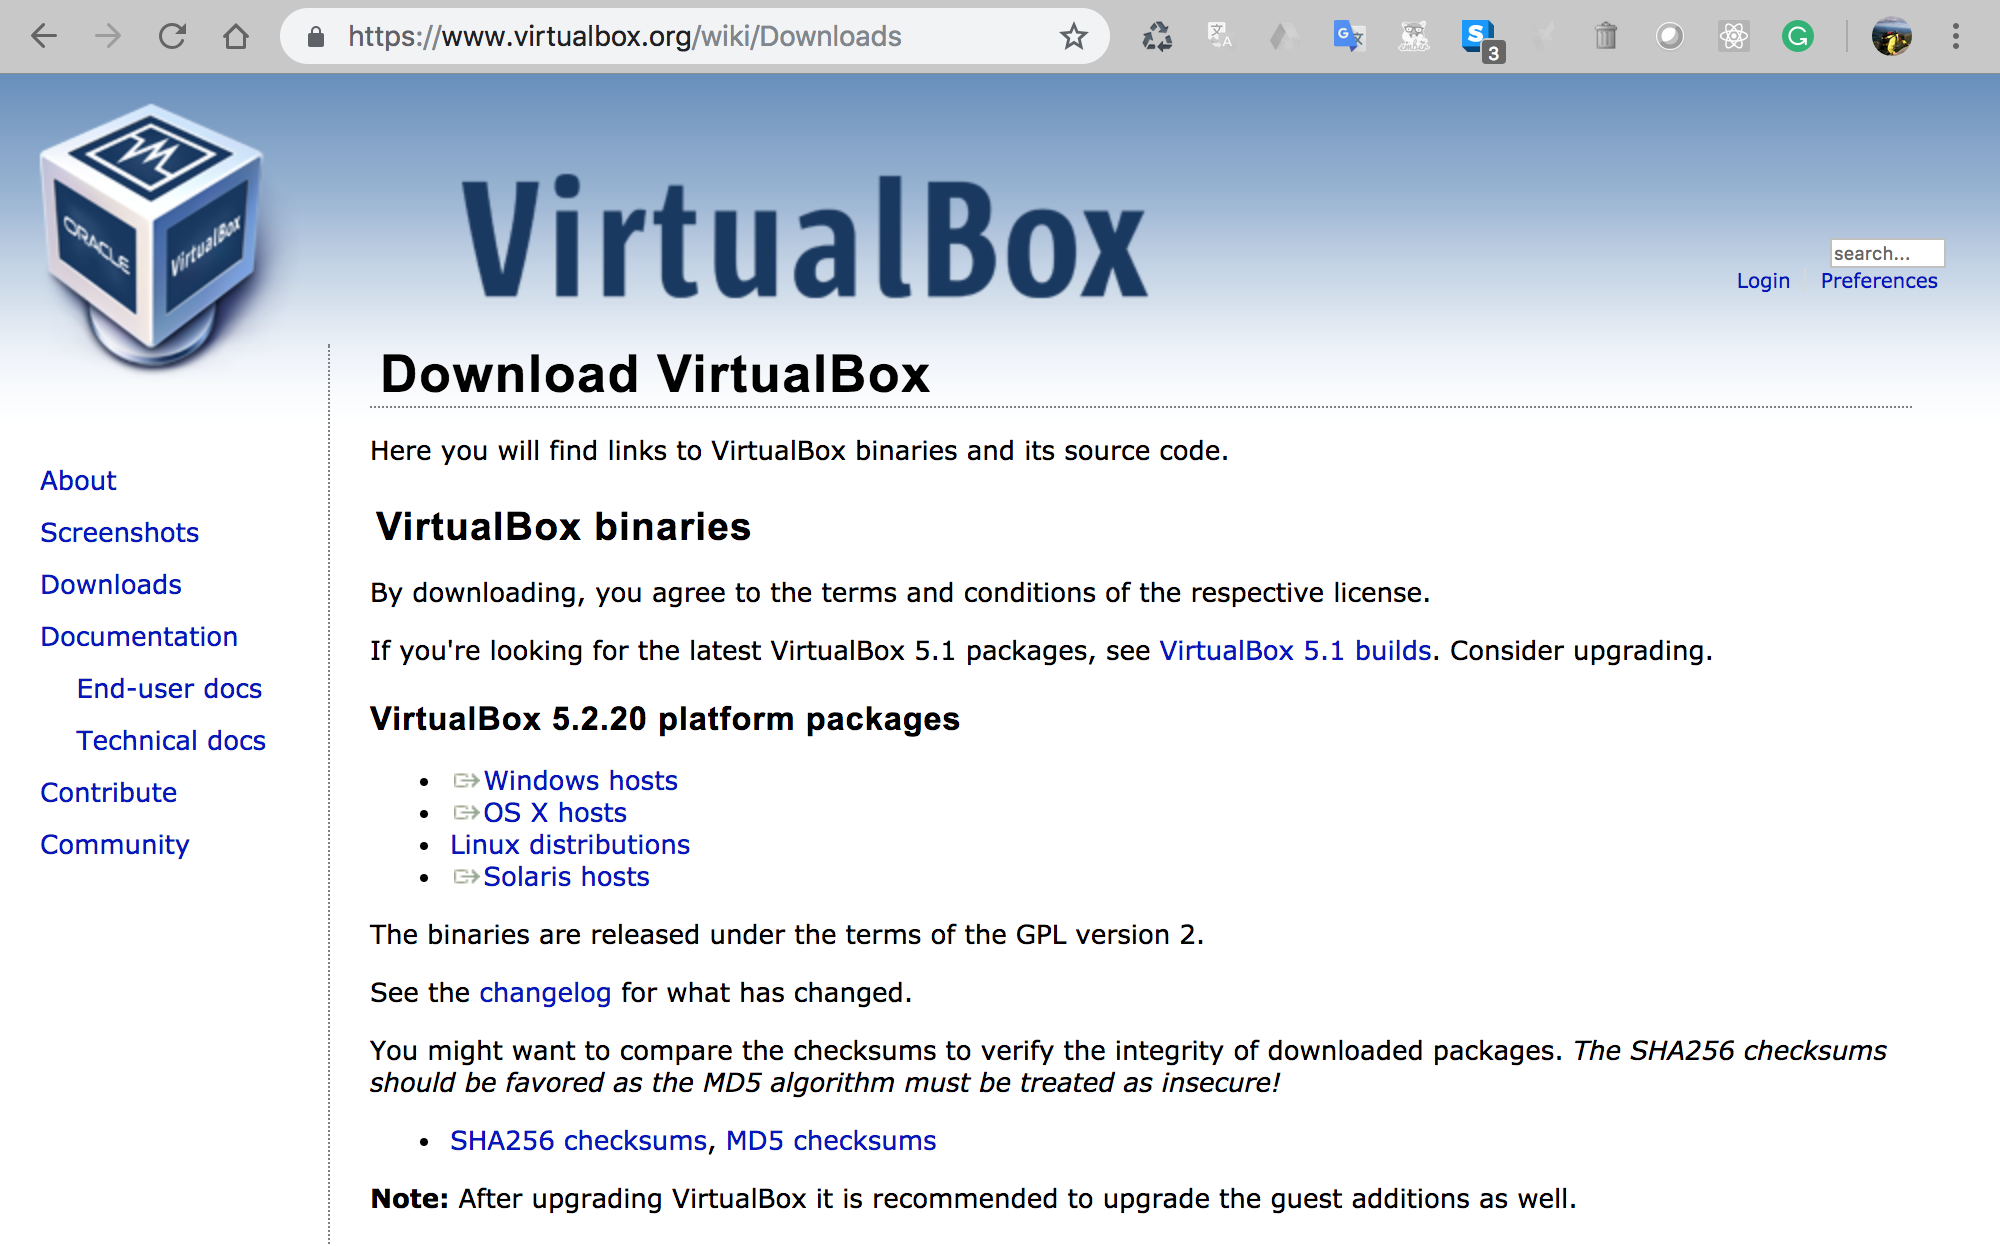 https://www.virtualbox.org/wiki/Downloads
3
ORACLE
VirtualBox
VirtualBox
search...
Login
Preferences
Download VirtualBox
Here you will find links to VirtualBox binaries and its source code.
VirtualBox binaries
By downloading, you agree to the terms and conditions of the respective license.
If you're looking for the latest VirtualBox 5.1 packages, see VirtualBox 5.1 builds. Consider upgrading.
VirtualBox 5.2.20 platform packages
Windows hosts
OS X hosts
Linux distributions
Solaris hosts
The binaries are released under the terms of the GPL version 2.
See the changelog for what has changed.
You might want to compare the checksums to verify the integrity of downloaded packages. The SHA256 checksums
should be favored as the MD5 algorithm must be treated as insecure!
SHA256 checksums, MD5 checksums
Note: After upgrading VirtualBox it is recommended to upgrade the guest additions as well.
About
Screenshots
Downloads
Documentation
End-user docs
Technical docs
Contribute
Community